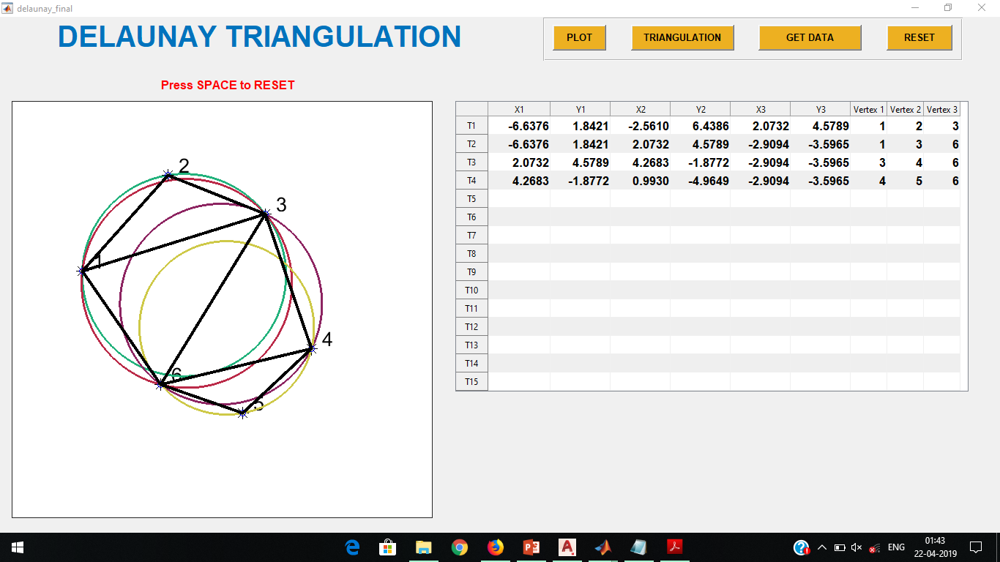 delaunay_final
DELAUNAY TRIANGULATION
PLOT TRIANGULATION GET DATA RESET
Press SPACE to RESET
2
3
1
4
6
5
X1 Y1 X2 Y2 X3 Y3 Vertex 1 Vertex 2 Vertex 3
T1 -6.6376 1.8421 -2.5610 6.4386 2.0732 4.5789 1 2 3
T2 -6.6376 1.8421 2.0732 4.5789 -2.9094 -3.5965 1 3 6
T3 2.0732 4.5789 4.2683 -1.8772 -2.9094 -3.5965 3 4 6
T4 4.2683 -1.8772 0.9930 -4.9649 -2.9094 -3.5965 4 5 6
T5
T6
T7
T8
T9
T10
T11
T12
T13
T14
T15
ENG
01:43
22-04-2019